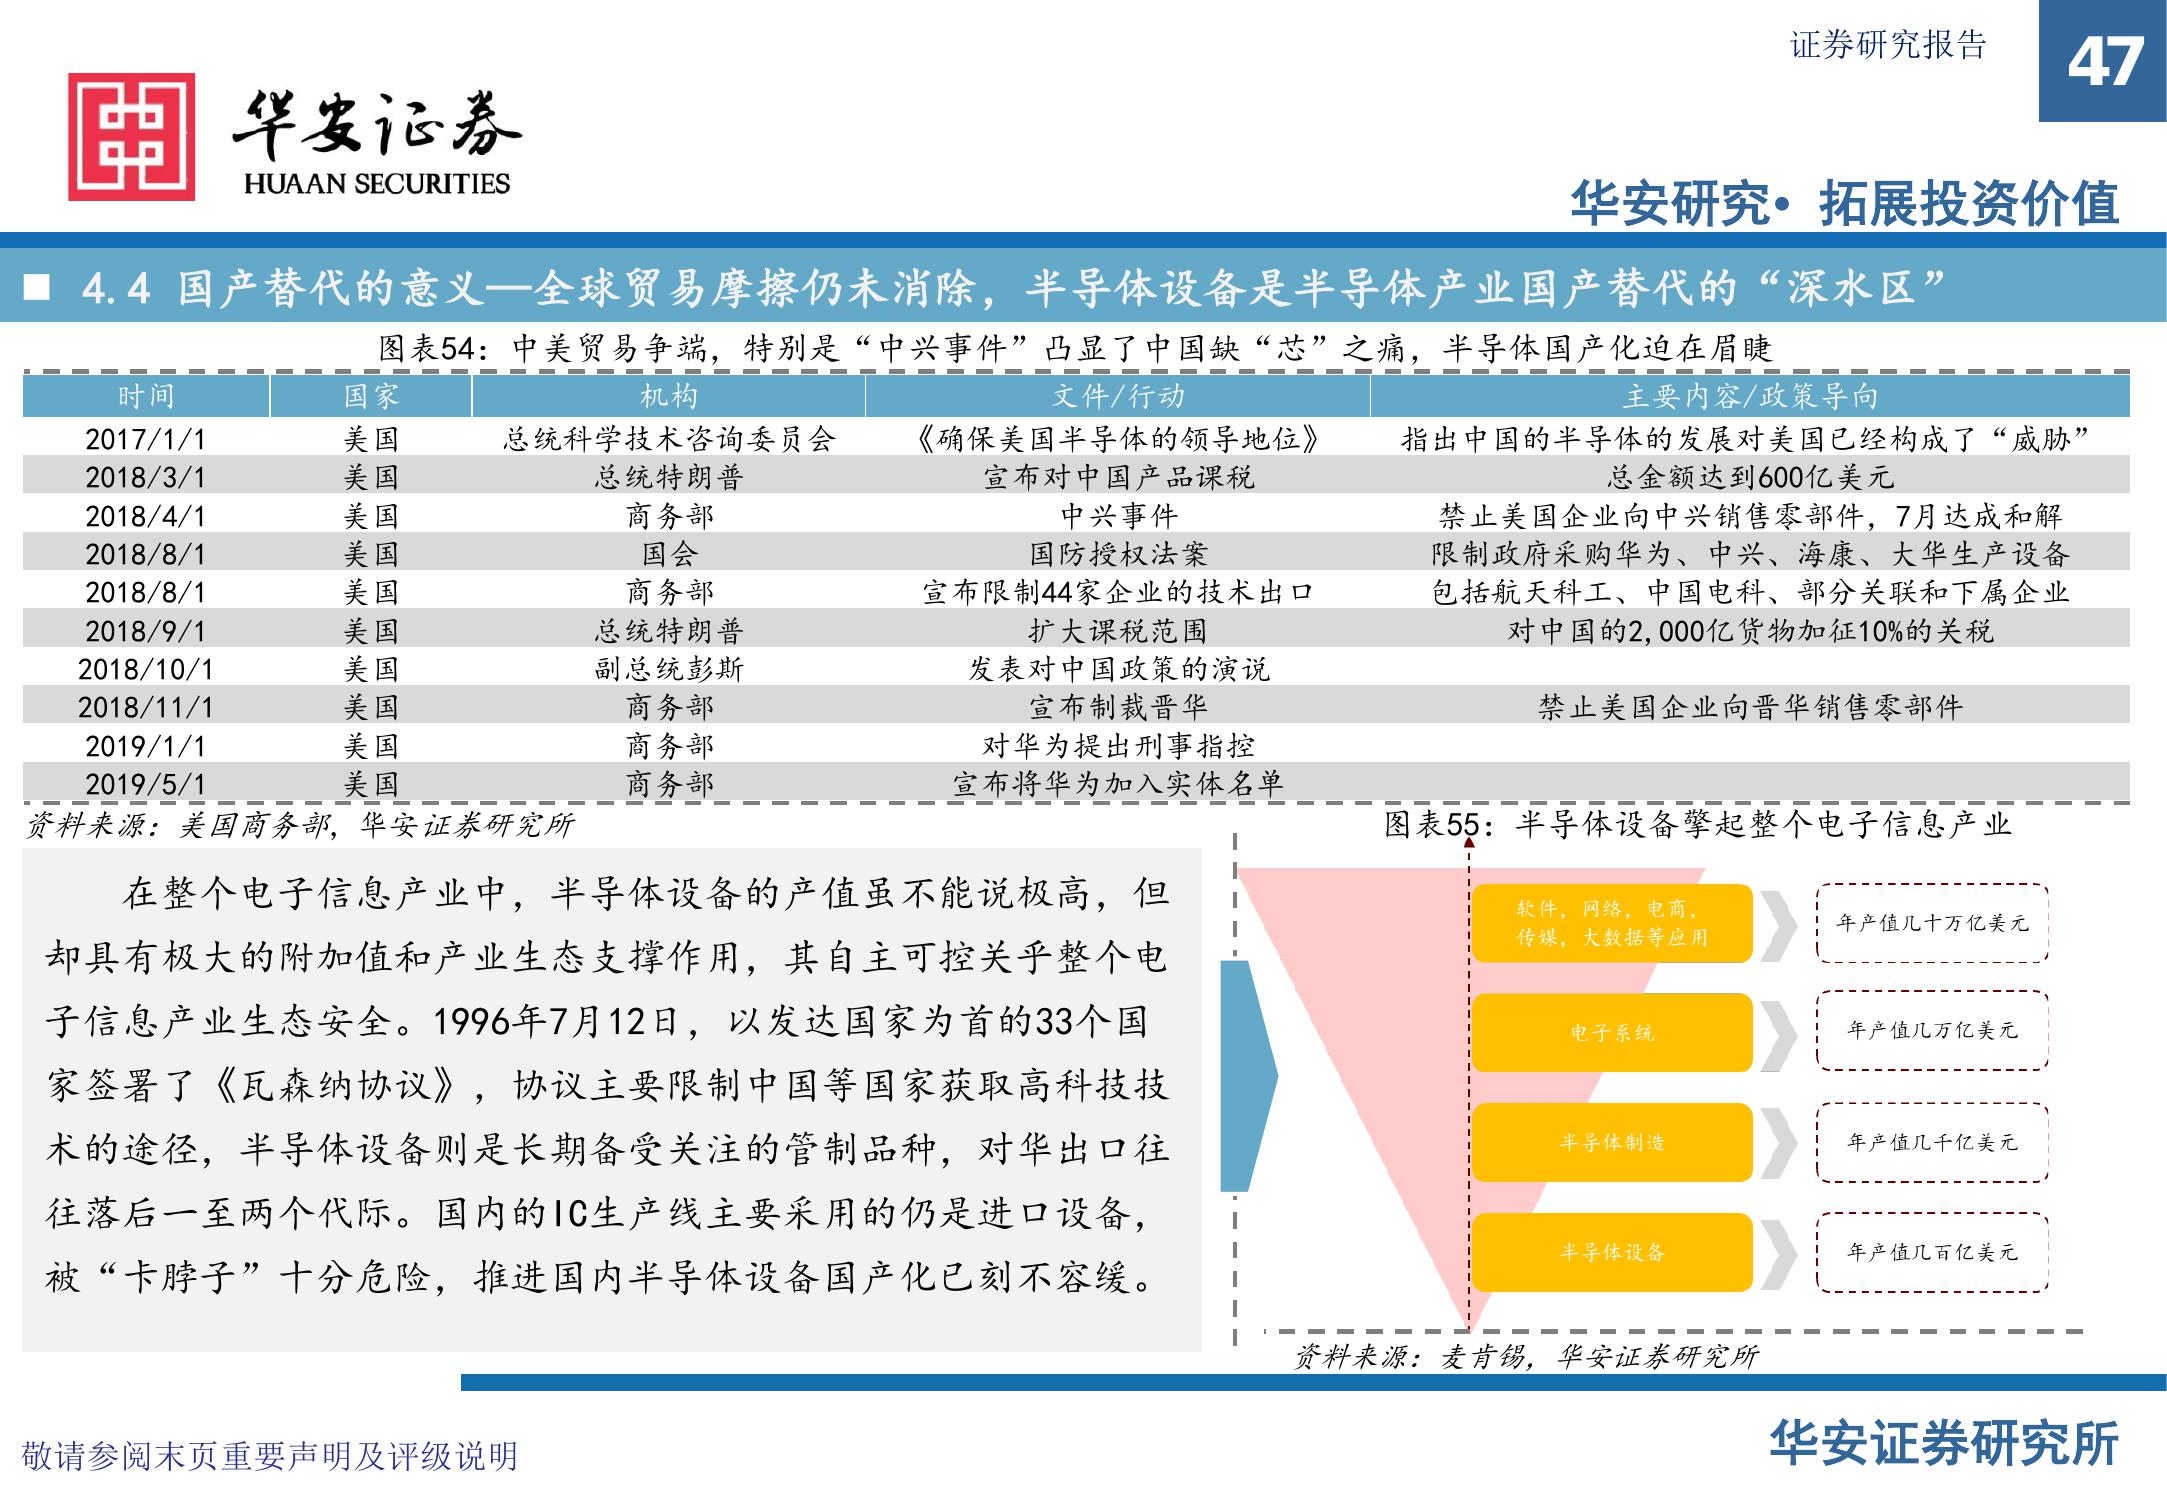 证券研究报告
47
华安证券
HUAAN SECURITIES
华安研究• 拓展投资价值
■ 4.4 国产替代的意义—全球贸易摩擦仍未消除，半导体设备是半导体产业国产替代的“深水区”
图表54：中美贸易争端，特别是“中兴事件”凸显了中国缺“芯”之痛，半导体国产化迫在眉睫
时间 国家 机构 文件/行动 主要内容/政策导向
2017/1/1 美国 总统科学技术咨询委员会 《确保美国半导体的领导地位》 指出中国的半导体的发展对美国已经构成了“威胁”
2018/3/1 美国 总统特朗普 宣布对中国产品课税 总金额达到600亿美元
2018/4/1 美国 商务部 中兴事件 禁止美国企业向中兴销售零部件，7月达成和解
2018/8/1 美国 国会 国防授权法案 限制政府采购华为、中兴、海康、大华生产设备
2018/8/1 美国 商务部 宣布限制44家企业的技术出口 包括航天科工、中国电科、部分关联和下属企业
2018/9/1 美国 总统特朗普 扩大课税范围 对中国的2,000亿货物加征10%的关税
2018/10/1 美国 副总统彭斯 发表对中国政策的演说
2018/11/1 美国 商务部 宣布制裁晋华 禁止美国企业向晋华销售零部件
2019/1/1 美国 商务部 对华为提出刑事指控
2019/5/1 美国 商务部 宣布将华为加入实体名单
资料来源：美国商务部，华安证券研究所
在整个电子信息产业中，半导体设备的产值虽不能说极高，但
却具有极大的附加值和产业生态支撑作用，其自主可控关乎整个电
子信息产业生态安全。1996年7月12日，以发达国家为首的33个国
家签署了《瓦森纳协议》，协议主要限制中国等国家获取高科技技
术的途径，半导体设备则是长期备受关注的管制品种，对华出口往
往落后一至两个代际。国内的IC生产线主要采用的仍是进口设备，
被“卡脖子”十分危险，推进国内半导体设备国产化已刻不容缓。
图表55：半导体设备擎起整个电子信息产业
软件，网络，电商，
传媒，大数据等应用
年产值几十万亿美元
电子系统
年产值几万亿美元
半导体制造
年产值几千亿美元
半导体设备
年产值几百亿美元
资料来源：麦肯锡，华安证券研究所
敬请参阅末页重要声明及评级说明
华安证券研究所